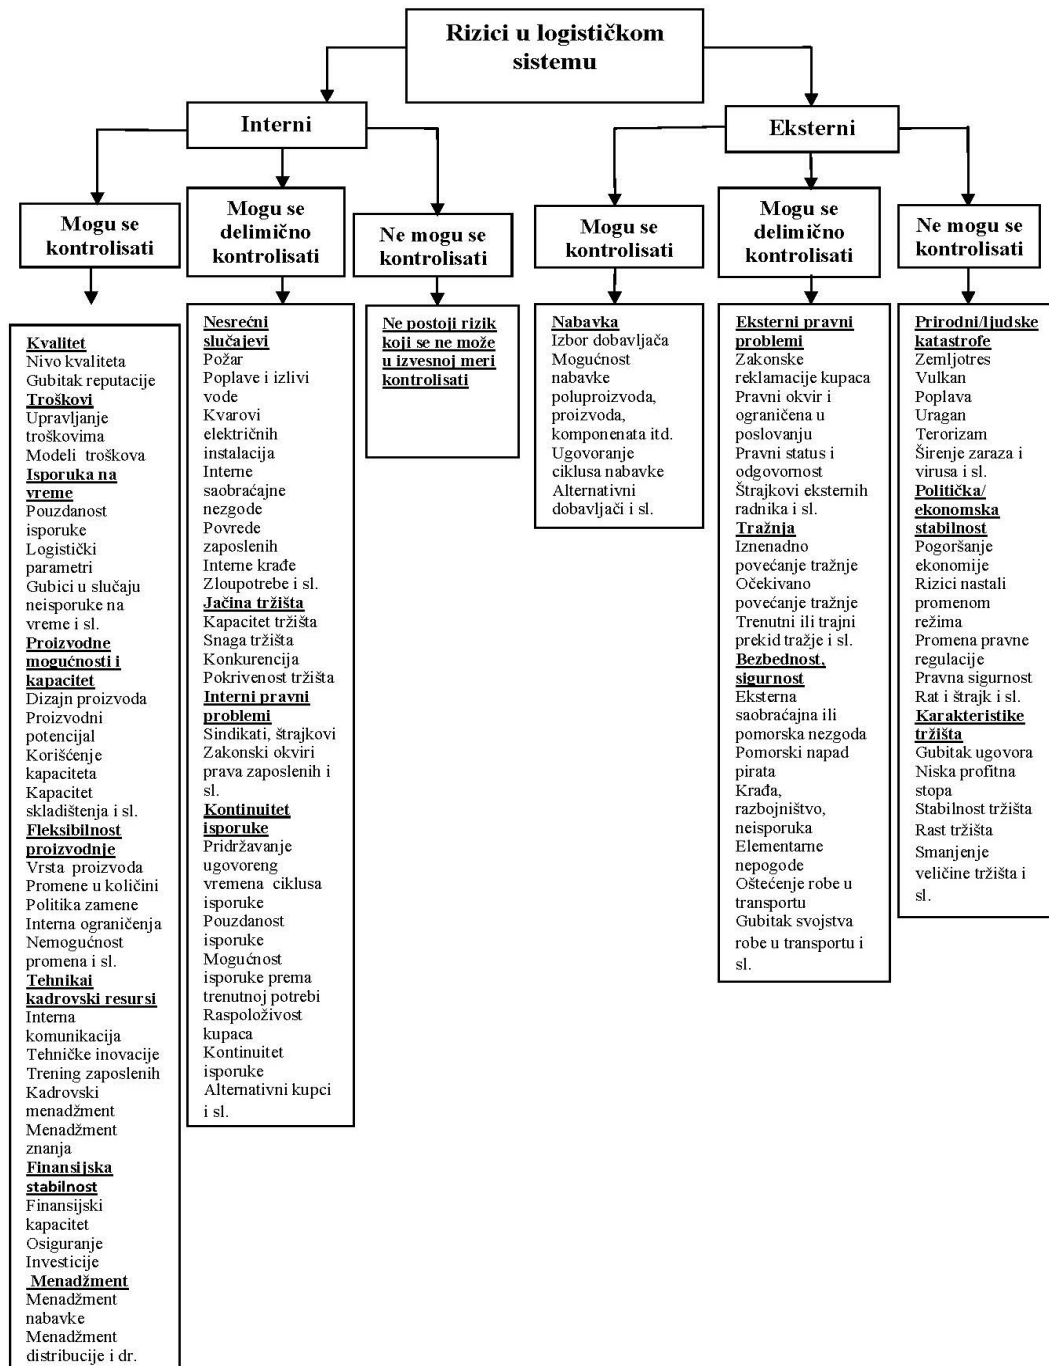 Rizici u logističkom
sistemu
Interni
Eksterni
Mogu se
kontrolisati
Mogu se
delimično
kontrolisati
Ne mogu se
kontrolisati
Mogu se
kontrolisati
Mogu se
delimično
kontrolisati
Ne mogu se
kontrolisati
Kvalitet
Nivo kvaliteta
Gubitak reputacije
Troškovi
Upravljanje
troškovima
Modeli troškova
Isporuka na
vreme
Pouzdanost
isporuke
Logistički
parametri
Gubici u slučaju
neisporuke na
vreme i sl.
Proizvodne
mogućnosti i
kapacitet
Dizajn proizvoda
Proizvodni
potencijal
Korišćenje
kapaciteta
Kapacitet
skladištenja i sl.
Fleksibilnost
proizvodnje
Vrsta proizvoda
Promene u količini
Politika zamene
Interna ograničenja
Nemogućnost
promena i sl.
Tehnikai
kadrovski resursi
Interna
komunikacija
Tehničke inovacije
Trening zaposlenih
Kadrovski
menadžment
Menadžment
znanja
Finansijska
stabilnost
Finansijski
kapacitet
Osiguranje
Investicije
Menadžment
Menadžment
nabavke
Menadžment
distribucije i dr.
Nesrećni
slučajevi
Požar
Poplave i izlivi
vode
Kvarovi
električnih
instalacija
Interne
saobraćajne
nezgode
Povrede
zaposlenih
Interne krađe
Zloupotrebe i sl.
Jačina tržišta
Kapacitet tržišta
Snaga tržišta
Konkurencija
Pokrivenost tržišta
Interni pravni
problemi
Sindikati, štrajkovi
Zakonski okviri
prava zaposlenih i
sl.
Kontinuitet
isporuke
Pridržavanje
ugovoreng
vremena ciklusa
isporuke
Pouzdanost
isporuke
Mogućnost
isporuke prema
trenutnoj potrebi
Raspoloživost
kupaca
Kontinuitet
isporuke
Alternativni kupci
i sl.
Ne postoji rizik
koji se ne može
u izvesnoj meri
kontrolisati
Nabavka
Izbor dobavljača
Mogućnost
nabavke
poluproizvoda,
proizvoda,
komponenata itd.
Ugovoranje
ciklusa nabavke
Alternativni
dobavljači i sl.
Eksterni pravni
problemi
Zakonske
reklamacije kupaca
Pravni okvir i
ograničena u
poslovanju
Pravni status i
odgovornost
Štrajkovi eksternih
radnika i sl.
Tražnja
Iznenadno
povećanje tražnje
Očekivano
povećanje tražnje
Trenutni ili trajni
prekid tražje i sl.
Bezbednost,
sigurnost
Eksterna
saobraćajna ili
pomorska nezgoda
Pomorski napad
pirata
Krađa,
razbojništvo,
neisporuka
Elementarne
nepogode
Oštećenje robe u
transportu
Gubitak svojstva
robe u transportu i
sl.
Prirodni/ljudske
katastrofe
Zemljotres
Vulkan
Poplava
Uragan
Terorizam
Širenje zaraza i
virusa i sl.
Politička/
ekonomska
stabilnost
Pogoršanje
ekonomije
Rizici nastali
promenom
režima
Promena pravne
regulacije
Pravna sigurnost
Rat i štrajk i sl.
Karakteristike
tržišta
Gubitak ugovora
Niska profitna
stopa
Stabilnost tržišta
Rast tržišta
Smanjenje
veličine tržišta i
sl.